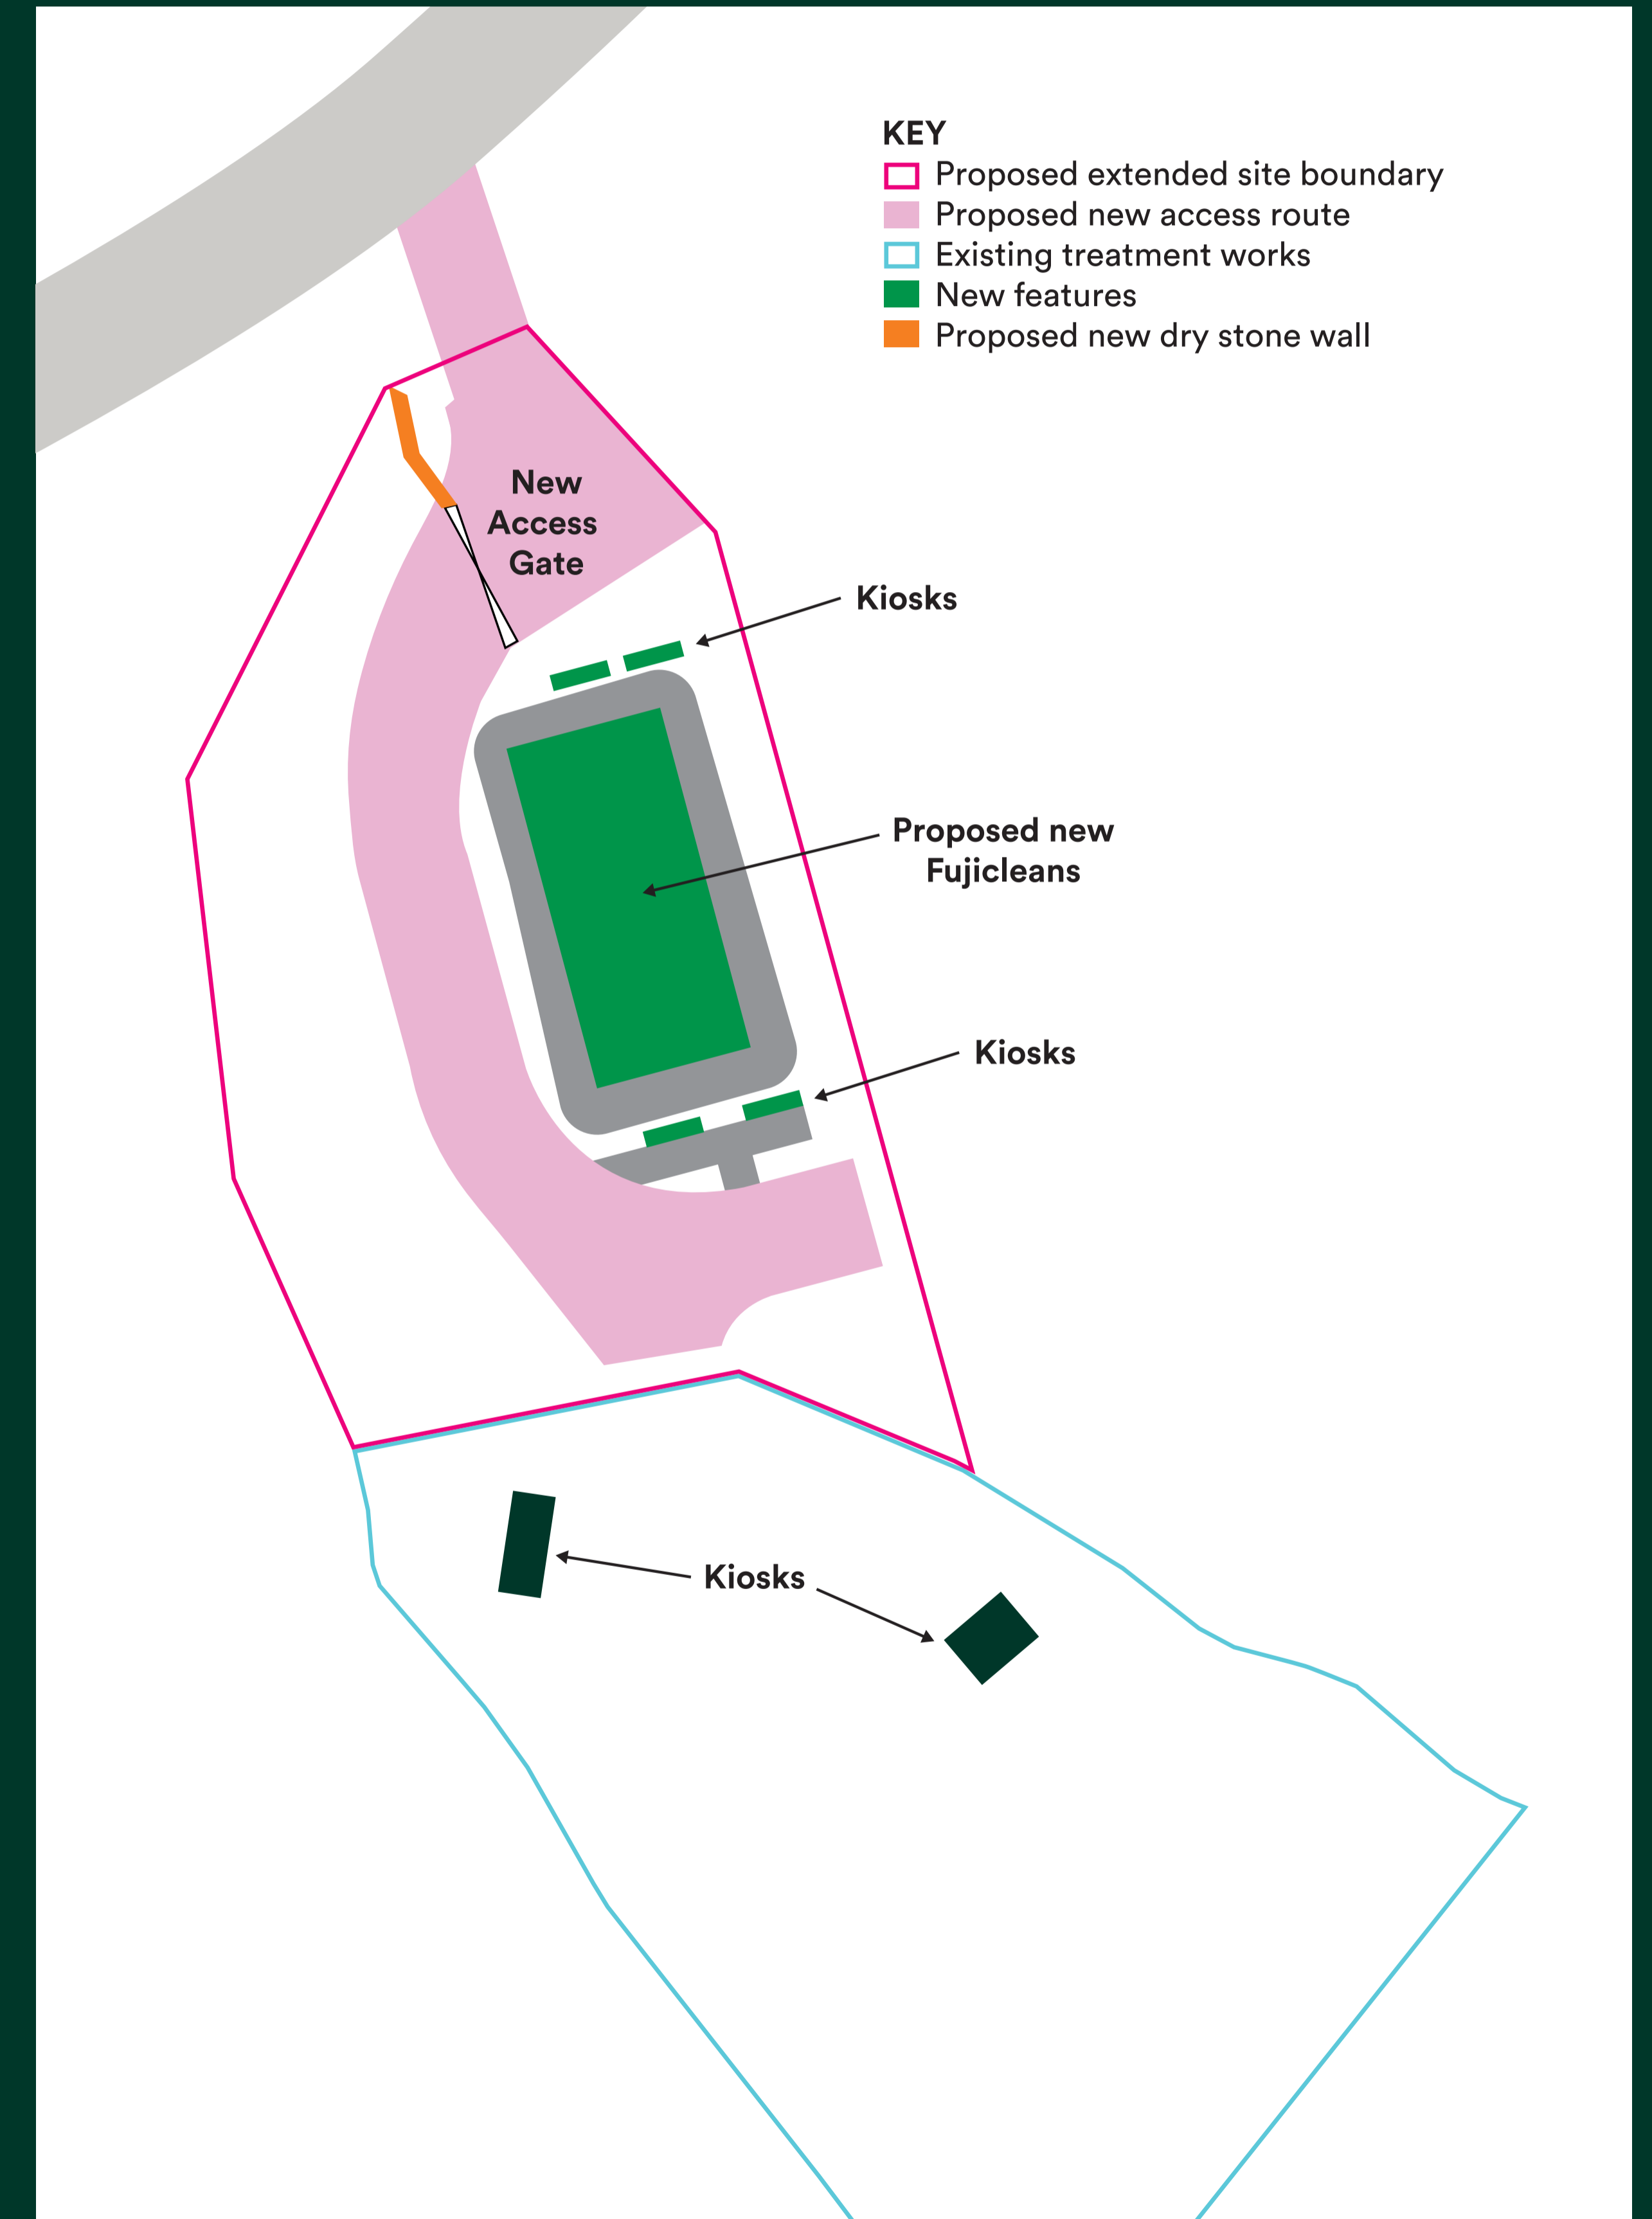 KEY
Proposed extended site boundary
Proposed new access route
Existing treatment works
New features
Proposed new dry stone wall
New
Access
Gate
Kiosks
Proposed new
Fujicleans
Kiosks
Kiosks